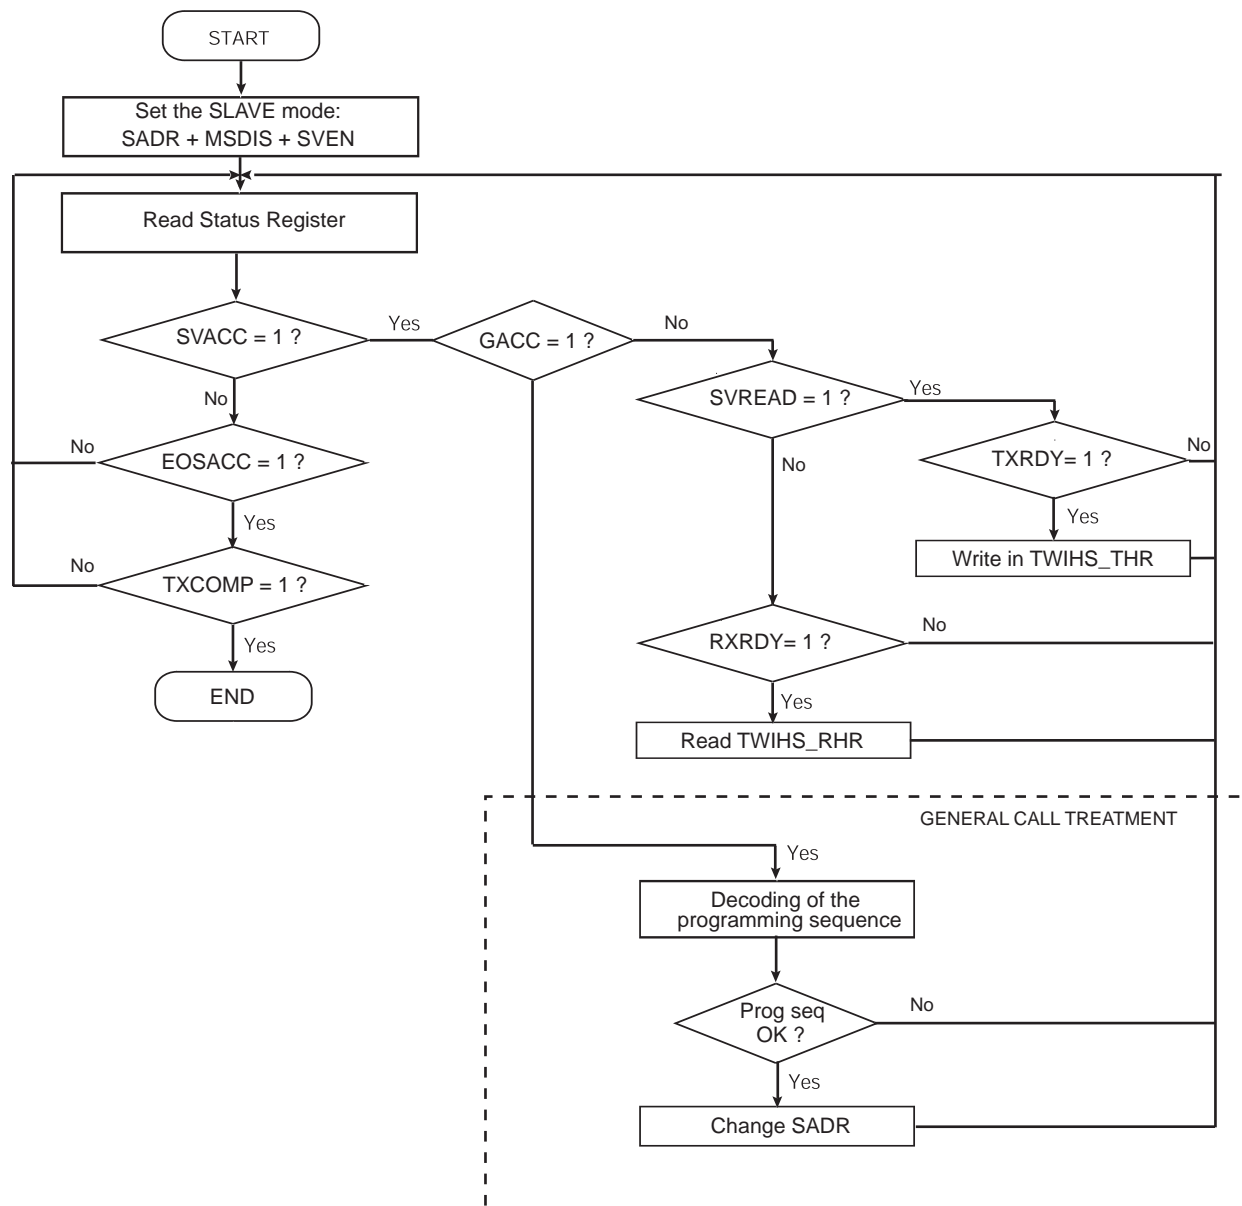 START
Set the SLAVE mode:
SADR + MSDIS + SVEN
Read Status Register
SVACC = 1 ?
Yes
GACC = 1 ?
No
SVREAD = 1 ?
Yes
No
EOSACC = 1 ?
No
TXRDY= 1 ?
No
No
Yes
Yes
Write in TWIHS_THR
TXCOMP = 1 ?
No
Yes
RXRDY= 1 ?
No
END
Yes
Read TWIHS_RHR
GENERAL CALL TREATMENT
Yes
Decoding of the
programming sequence
Prog seq
OK ?
No
Yes
Change SADR